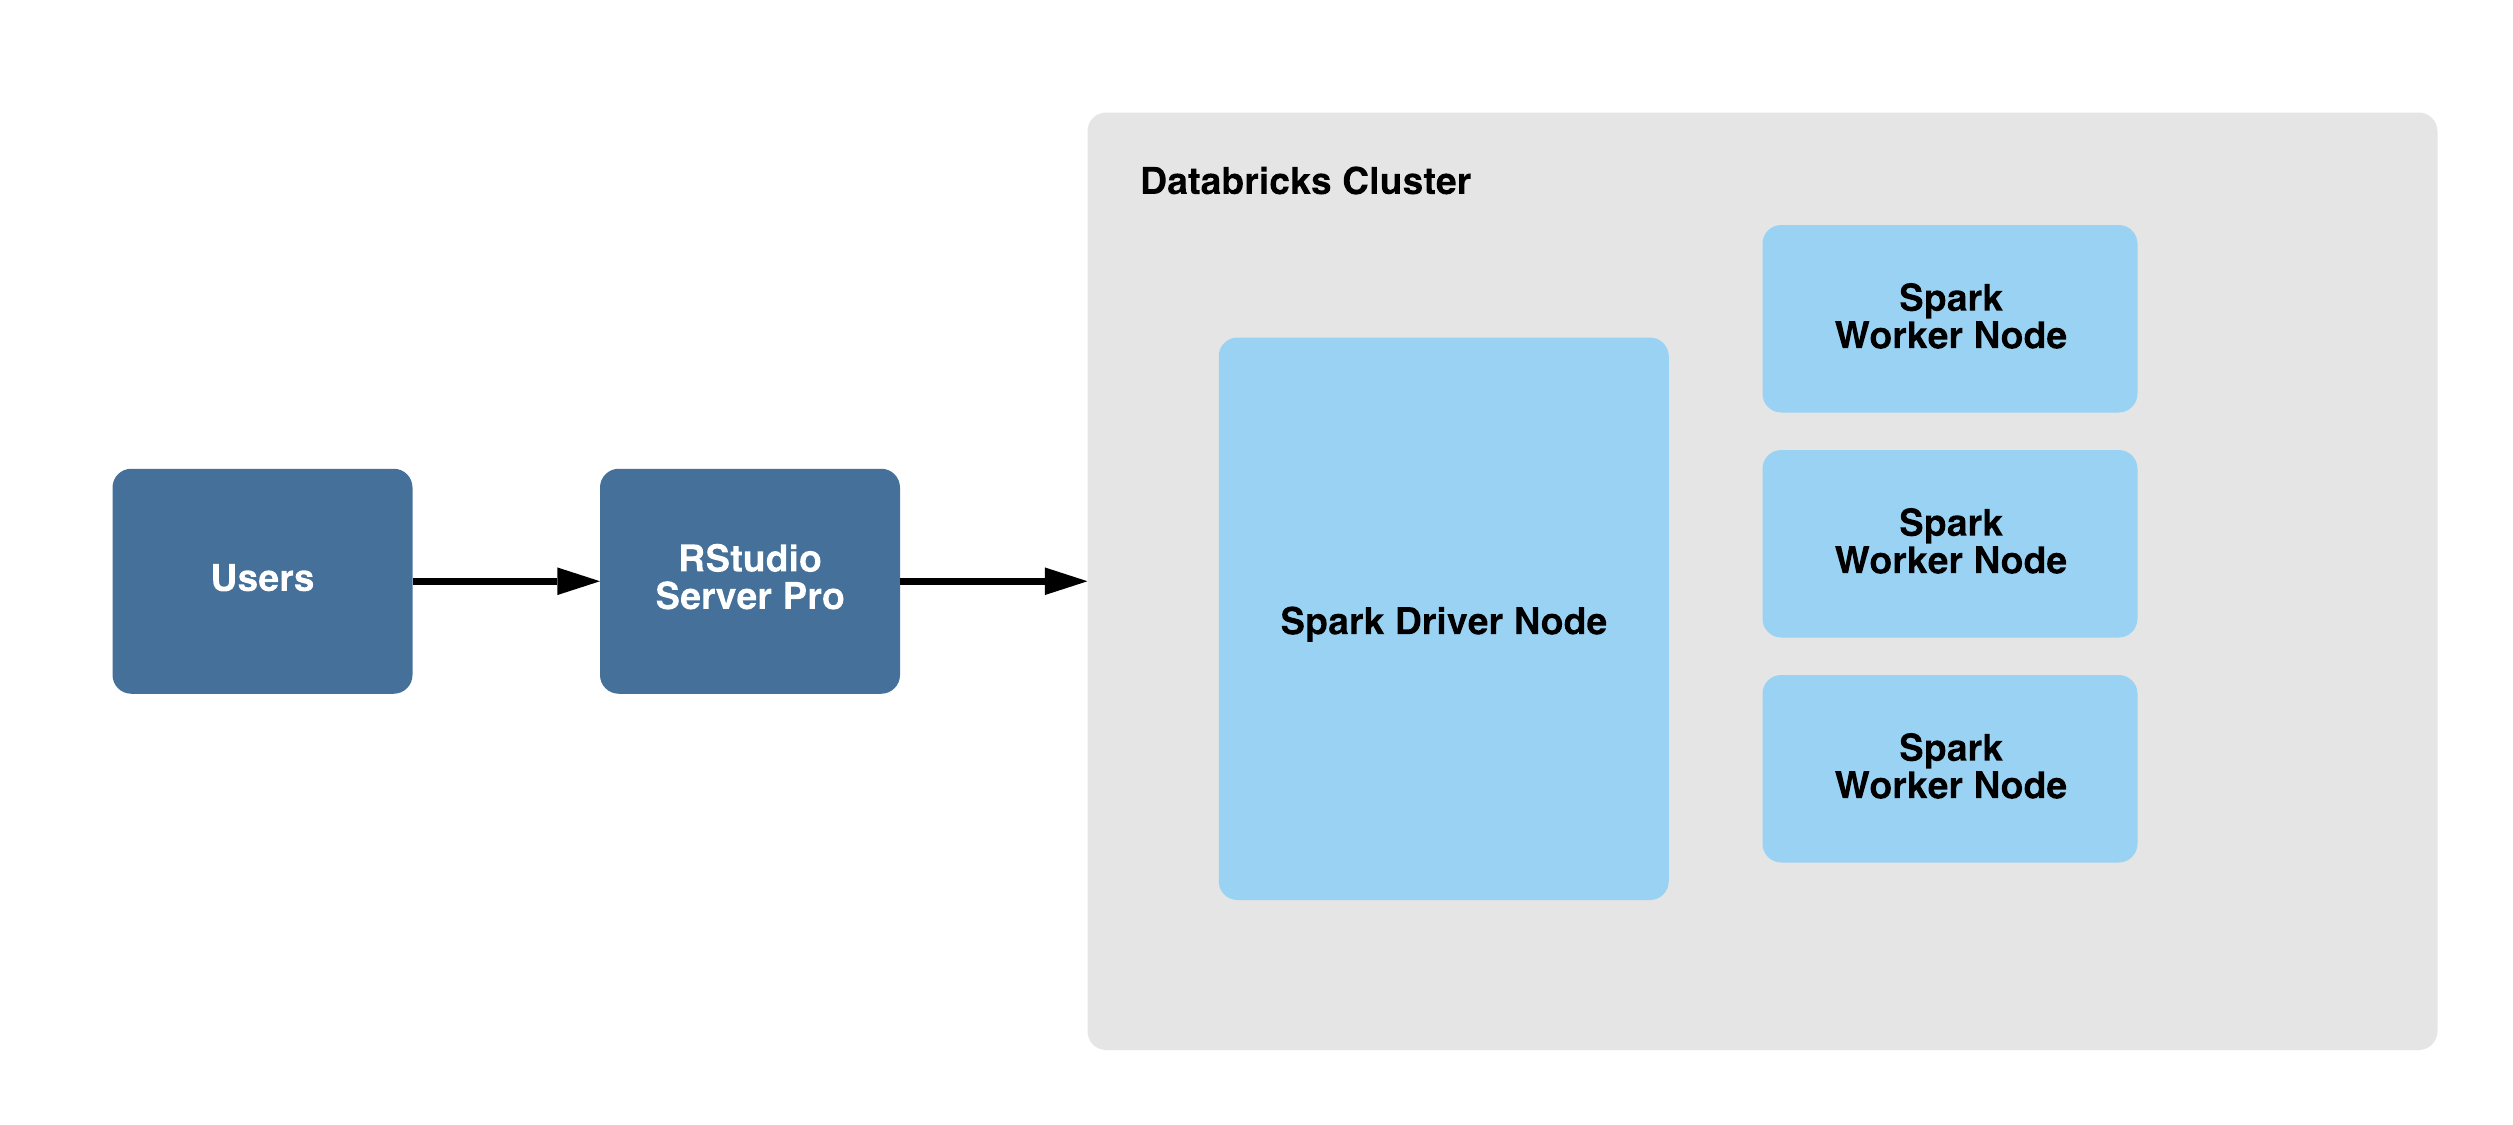 Databricks Cluster
Users
RStudio
Server Pro
Spark Driver Node
Spark
Worker Node
Spark
Worker Node
Spark
Worker Node